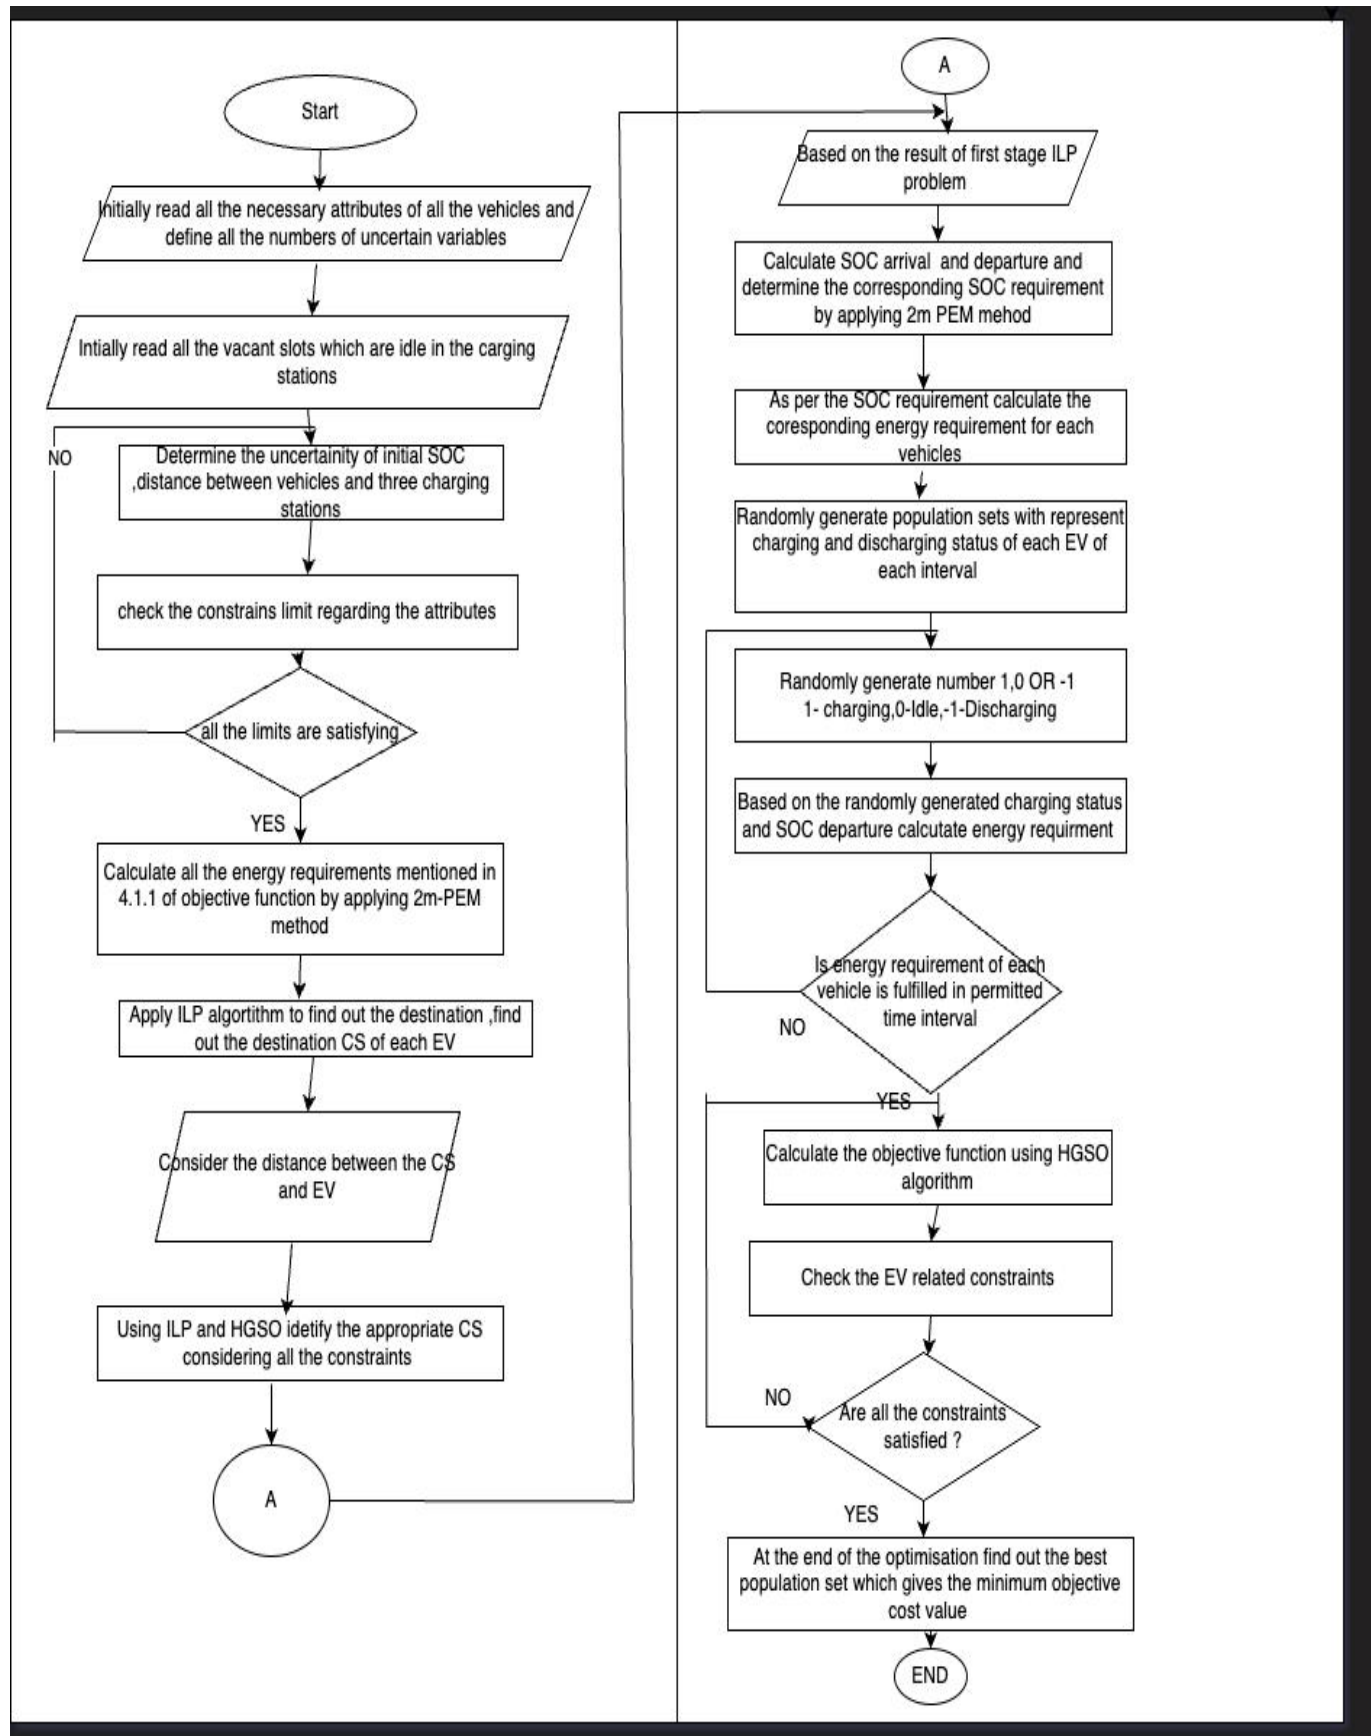 Start
Initially read all the necessary attributes of all the vehicles and
define all the numbers of uncertain variables
Intially read all the vacant slots which are idle in the carging
stations
NO
Determine the uncertainity of initial SOC
,distance between vehicles and three charging
stations
check the constrains limit regarding the attributes
all the limits are satisfying
YES
Calculate all the energy requirements mentioned in
4.1.1 of objective function by applying 2m-PEM
method
Apply ILP algortithm to find out the destination ,find
out the destination CS of each EV
Consider the distance between the CS
and EV
Using ILP and HGSO idetify the appropriate CS
considering all the constraints
A
A
Based on the result of first stage ILP
problem
Calculate SOC arrival and departure and
determine the corresponding SOC requirement
by applying 2m PEM mehod
As per the SOC requirement calculate the
coresponding energy requirement for each
vehicles
Randomly generate population sets with represent
charging and discharging status of each EV of
each interval
Randomly generate number 1,0 OR -1
1- charging,0-Idle,-1-Discharging
Based on the randomly generated charging status
and SOC departure calcutate energy requirment
Is energy requirement of each
vehicle is fulfilled in permitted
time interval
NO
YES
Calculate the objective function using HGSO
algorithm
Check the EV related constraints
NO
Are all the constraints
satisfied ?
YES
At the end of the optimisation find out the best
population set which gives the minimum objective
cost value
END